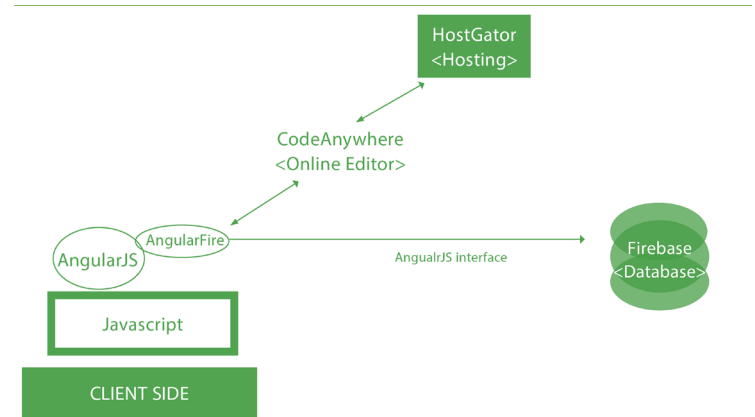 HostGator
<Hosting>
CodeAnywhere
<Online Editor>
AngularFire
AngularJS
AngualrJS interface
Firebase
<Database>
Javascript
CLIENT SIDE